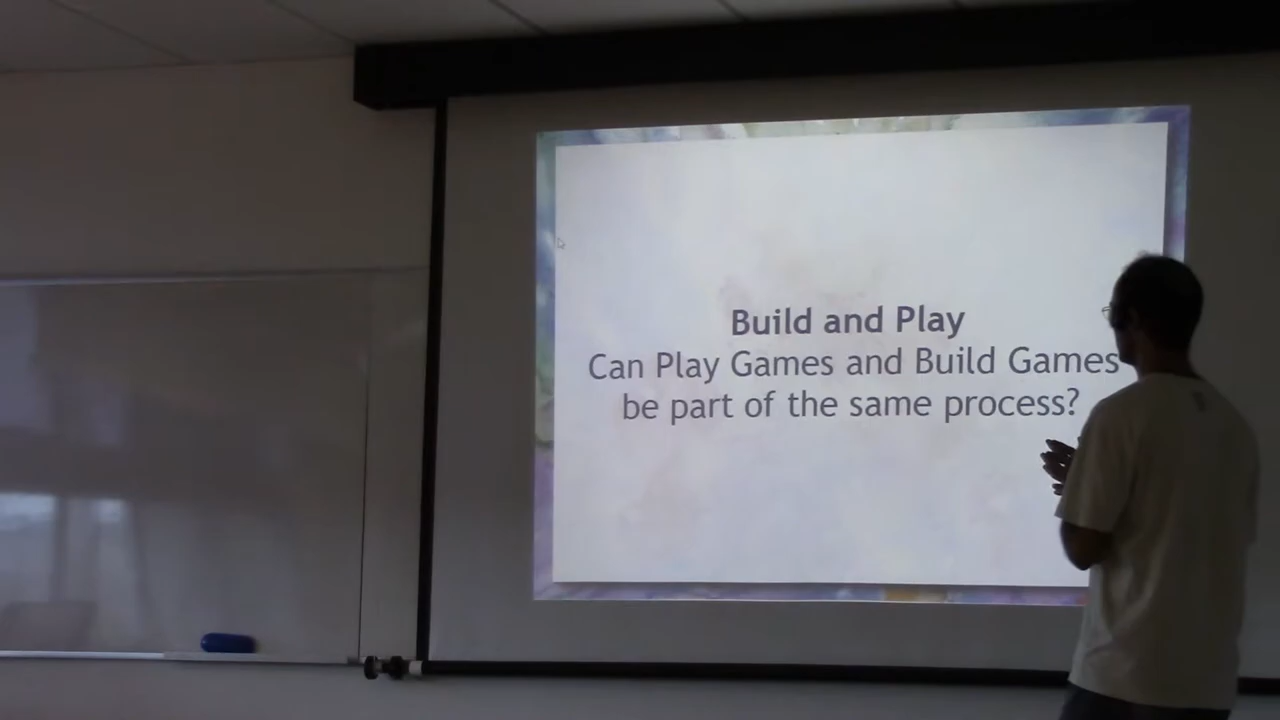 Build and Play
Can Play Games and Build Games
be part of the same process?